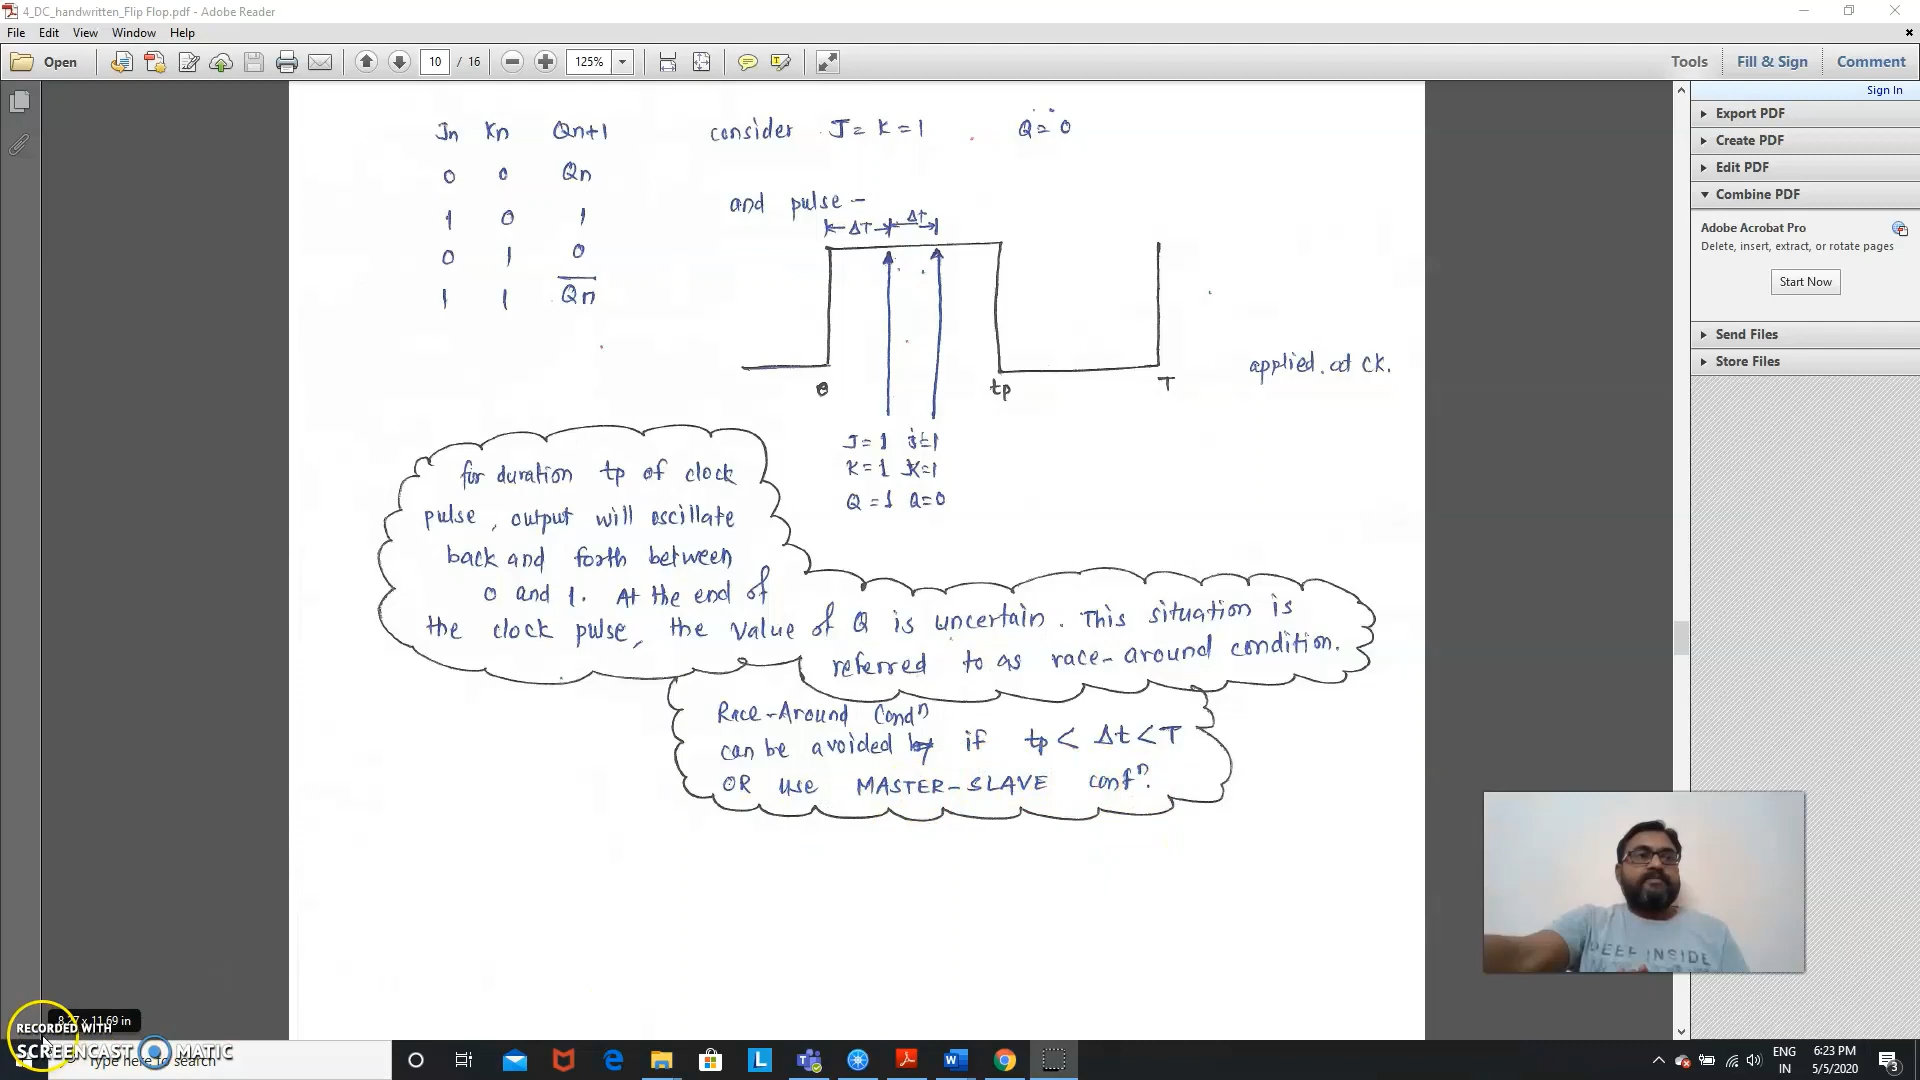 4_DC_handwritten_Flip Flop.pdf - Adobe Reader
File Edit View Window Help
Open 10 / 16 125% Tools Fill & Sign Comment
Sign In
Export PDF
Create PDF
Edit PDF
Combine PDF
Adobe Acrobat Pro
Delete, insert, extract, or rotate pages
Start Now
Send Files
Store Files
Jn Kn Qn+1
0 0 Qn
1 0 1
0 1 0
1 1 Q̅n̅
consider J = K = 1 Q = 0
and pulse -
ΔT Δt
0 tp T
applied at CK.
J = 1 J=1
K = 1 K=1
Q = 1 Q=0
for duration tp of clock
pulse, output will oscillate
back and forth between
0 and 1. At the end of
the clock pulse, the value of Q is uncertain. This situation is
referred to as race-around condition.
Race-Around Condn
can be avoided if tp < Δt < T
OR use MASTER-SLAVE confn.
DEEP INSIDE
8.27 x 11.69 in
RECORDED WITH
SCREENCAST MATIC
Type here to search
ENG
IN
6:23 PM
5/5/2020
3